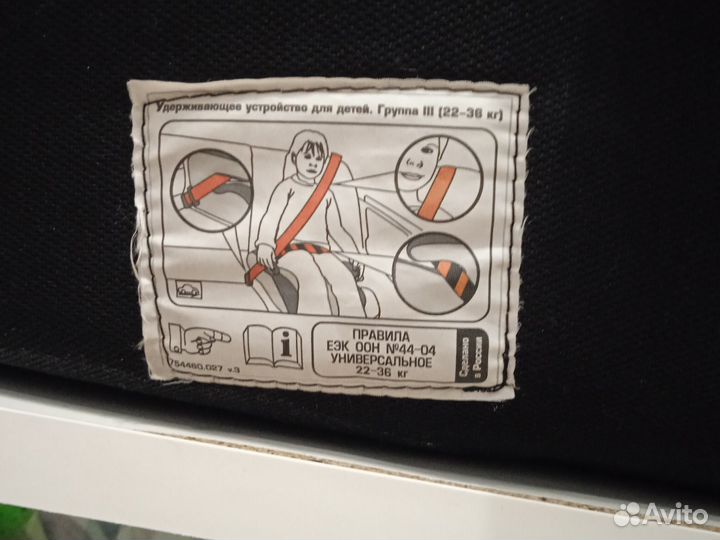 Удерживающее устройство для детей. Группа III (22-36 кг)
754460.027 v.3
i
ПРАВИЛА
ЕЭК ООН №44-04
УНИВЕРСАЛЬНОЕ
22-36 кг
Сделано
в России
Avito